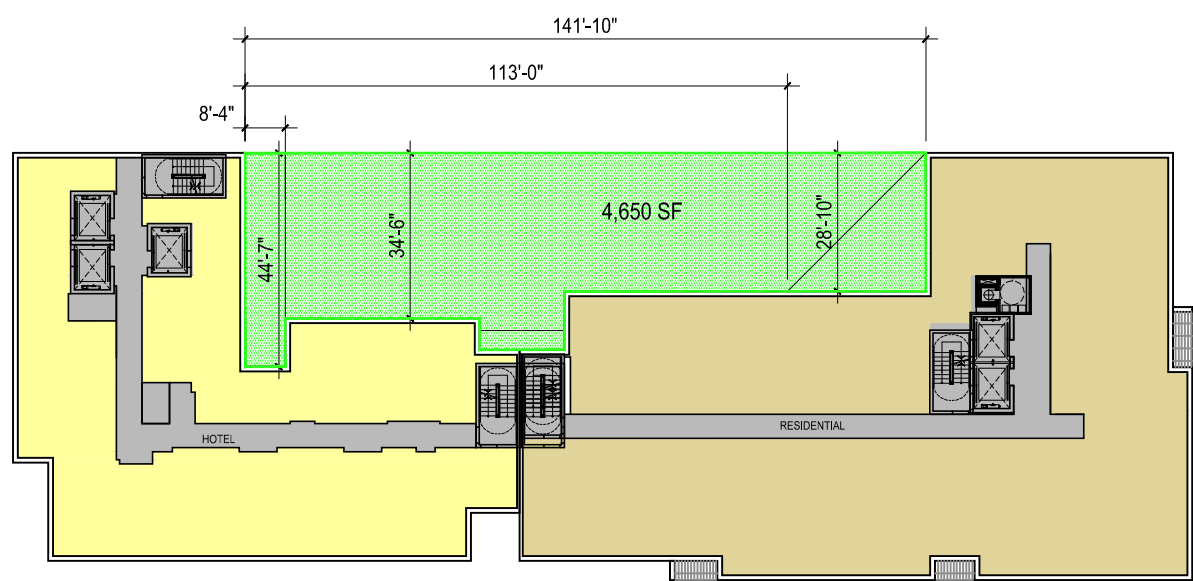 141'-10"
113'-0"
8'-4"
4,650 SF
44'-7"
34'-6"
28'-10"
HOTEL
RESIDENTIAL